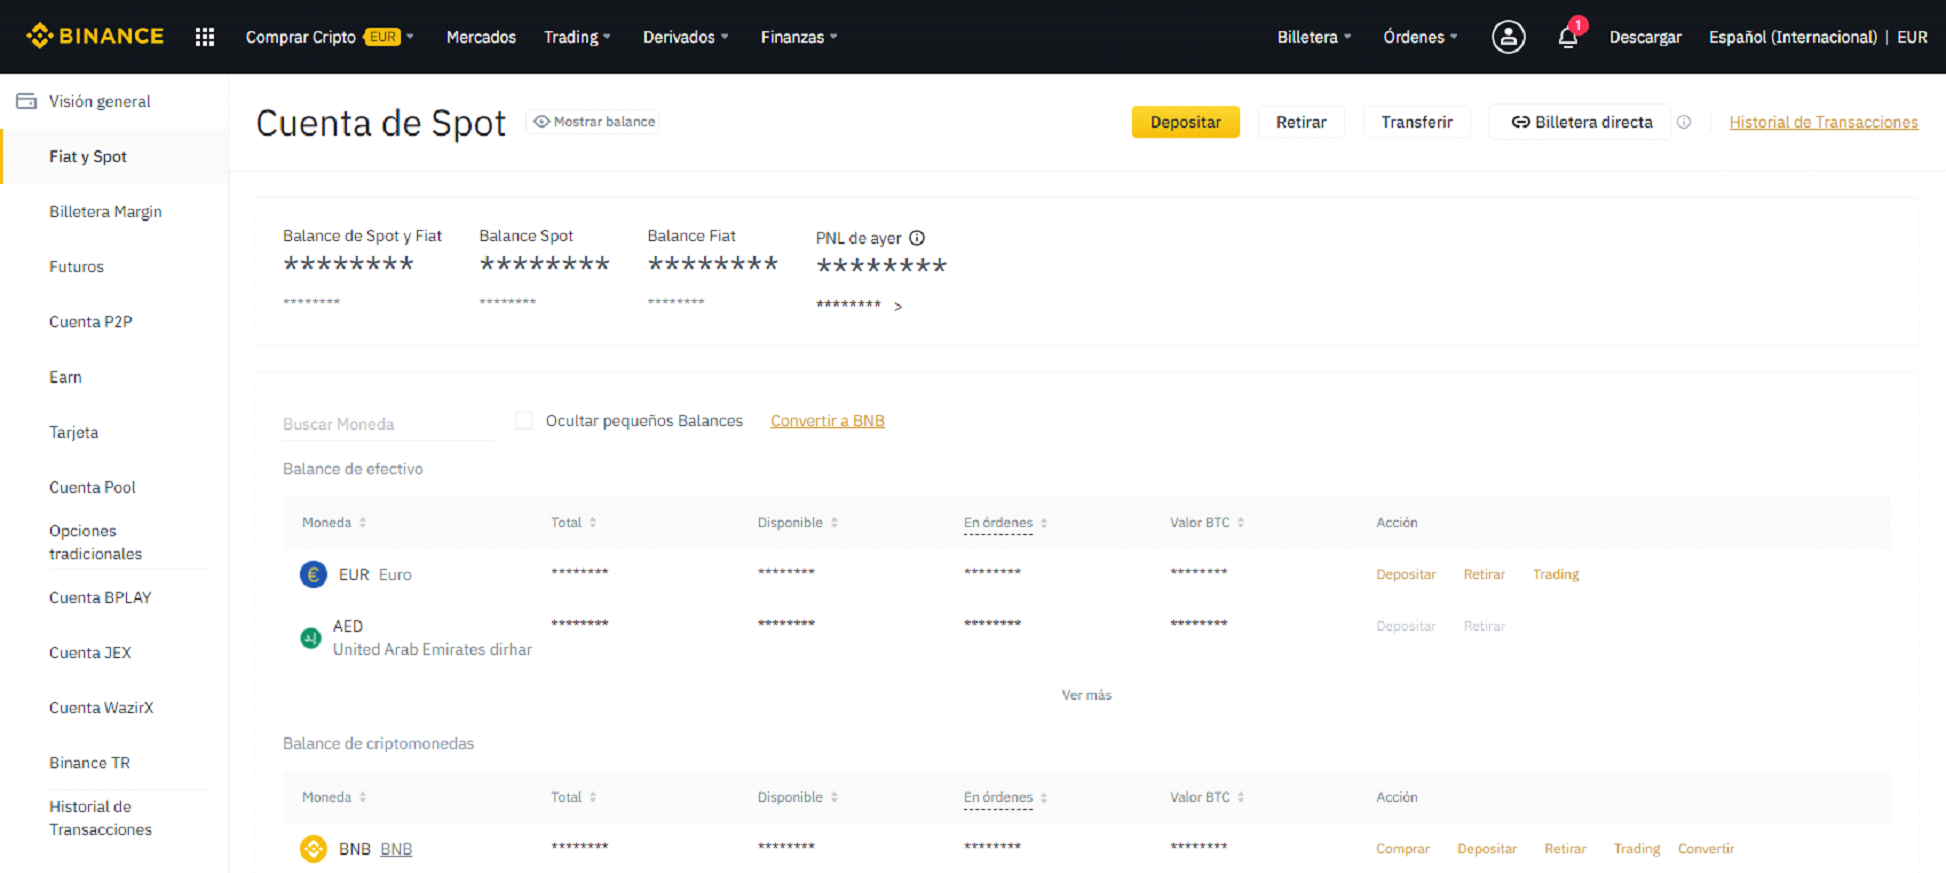 BINANCE
Comprar Cripto EUR
Mercados
Trading
Derivados
Finanzas
Billetera
Órdenes
1
Descargar
Español (Internacional) | EUR
Visión general
Fiat y Spot
Billetera Margin
Futuros
Cuenta P2P
Earn
Tarjeta
Cuenta Pool
Opciones
tradicionales
Cuenta BPLAY
Cuenta JEX
Cuenta WazirX
Binance TR
Historial de
Transacciones
Cuenta de Spot
Mostrar balance
Depositar
Retirar
Transferir
Billetera directa
Historial de Transacciones
Balance de Spot y Fiat
********
********
Balance Spot
********
********
Balance Fiat
********
********
PNL de ayer
********
******** >
Buscar Moneda
Ocultar pequeños Balances
Convertir a BNB
Balance de efectivo
Moneda Total Disponible En órdenes Valor BTC Acción
EUR Euro ******** ******** ******** ******** Depositar Retirar Trading
AED ******** ******** ******** ******** Depositar Retirar
United Arab Emirates dirhar
Ver más
Balance de criptomonedas
Moneda Total Disponible En órdenes Valor BTC Acción
BNB BNB ******** ******** ******** ******** Comprar Depositar Retirar Trading Convertir